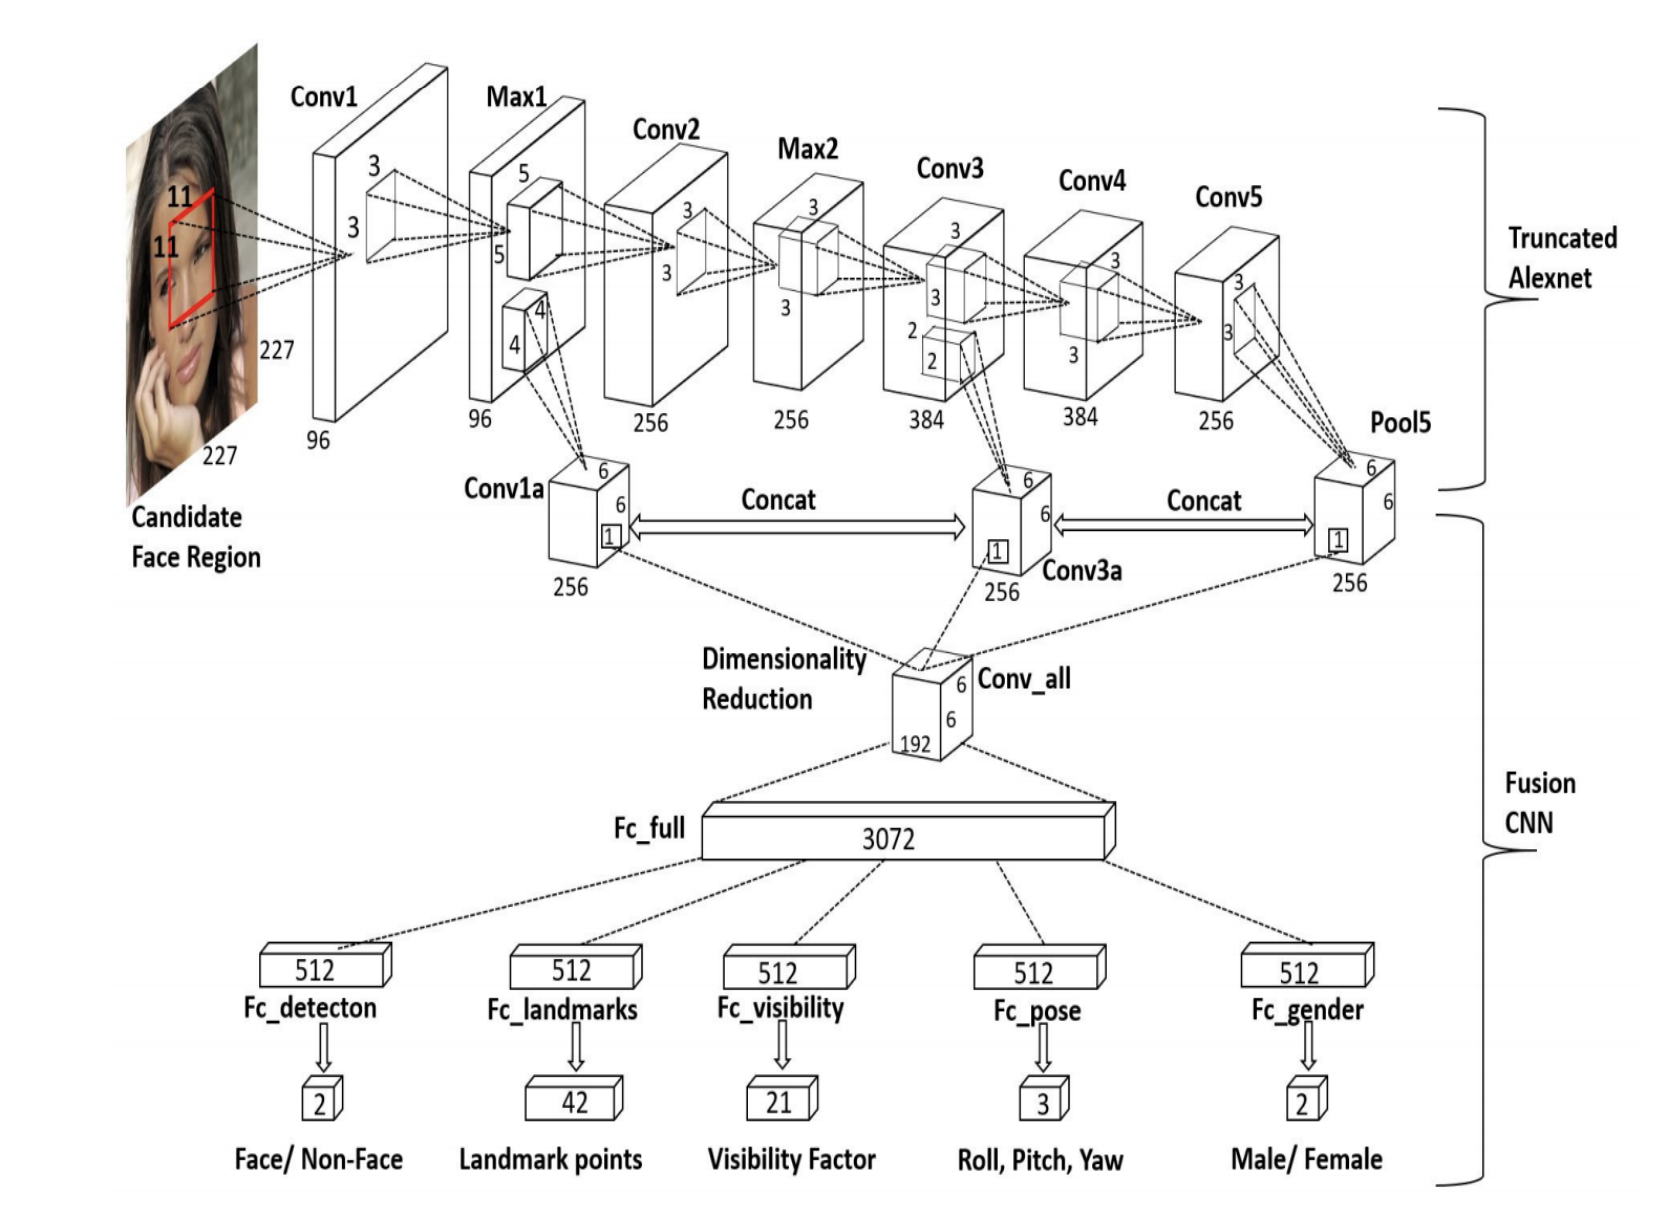 Conv1
Max1
Conv2
Max2
Conv3
Conv4
Conv5
11
11
3
3
5
5
4
4
3
3
3
3
3
3
2
2
3
3
3
3
227
227
96
96
256
256
384
384
256
Truncated
Alexnet
Pool5
Candidate
Face Region
Conv1a
6
6
1
256
Concat
6
6
1
256
Conv3a
Concat
6
6
1
256
Dimensionality
Reduction
6
6
192
Conv_all
Fusion
CNN
Fc_full
3072
512
512
512
512
512
Fc_detecton
Fc_landmarks
Fc_visibility
Fc_pose
Fc_gender
2
42
21
3
2
Face/ Non-Face
Landmark points
Visibility Factor
Roll, Pitch, Yaw
Male/ Female